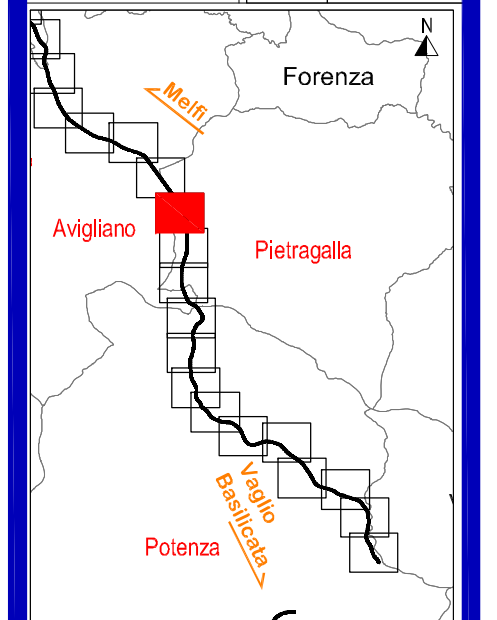 N
Forenza
Melfi
Avigliano
Pietragalla
Vaglio
Basilicata
Potenza